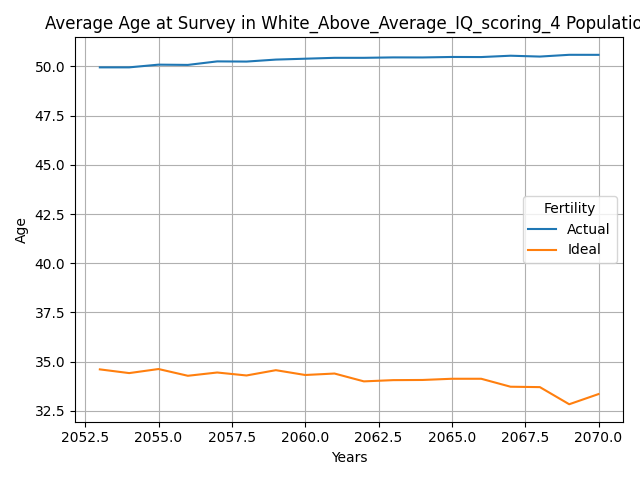 Average Age at Survey in White_Above_Average_IQ_scoring_4 Populatio
50.0
47.5
45.0
42.5
40.0
37.5
35.0
32.5
Age
Fertility
Actual
Ideal
2052.5 2055.0 2057.5 2060.0 2062.5 2065.0 2067.5 2070.0
Years